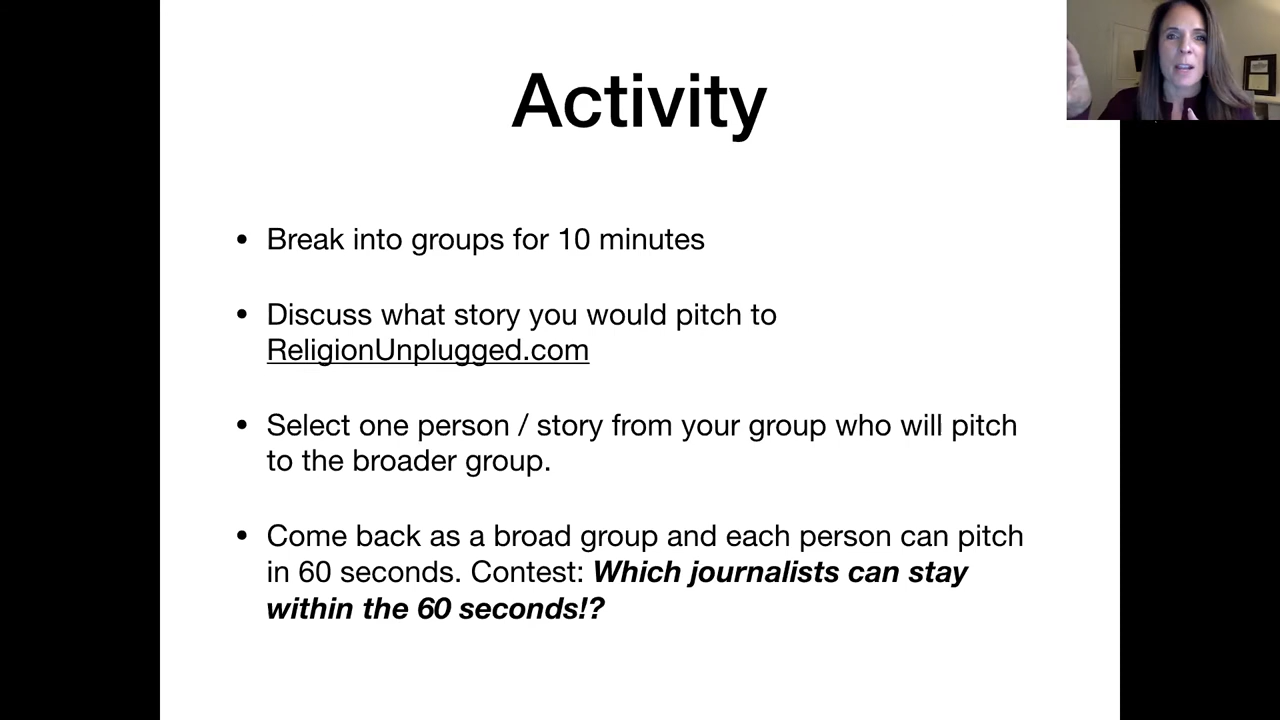 Activity
• Break into groups for 10 minutes
• Discuss what story you would pitch to
ReligionUnplugged.com
• Select one person / story from your group who will pitch
to the broader group.
• Come back as a broad group and each person can pitch
in 60 seconds. Contest: Which journalists can stay
within the 60 seconds!?